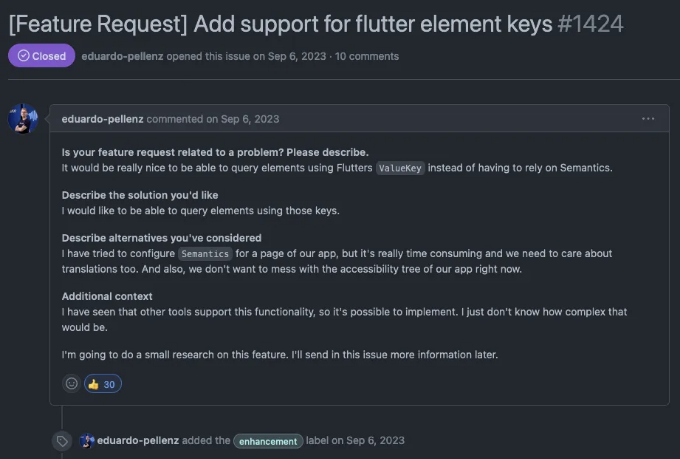 [Feature Request] Add support for flutter element keys #1424
Closed eduardo-pellenz opened this issue on Sep 6, 2023 · 10 comments
eduardo-pellenz commented on Sep 6, 2023
Is your feature request related to a problem? Please describe.
It would be really nice to be able to query elements using Flutters ValueKey instead of having to rely on Semantics.
Describe the solution you'd like
I would like to be able to query elements using those keys.
Describe alternatives you've considered
I have tried to configure Semantics for a page of our app, but it's really time consuming and we need to care about
translations too. And also, we don't want to mess with the accessibility tree of our app right now.
Additional context
I have seen that other tools support this functionality, so it's possible to implement. I just don't know how complex that
would be.
I'm going to do a small research on this feature. I'll send in this issue more information later.
👍 30
eduardo-pellenz added the enhancement label on Sep 6, 2023